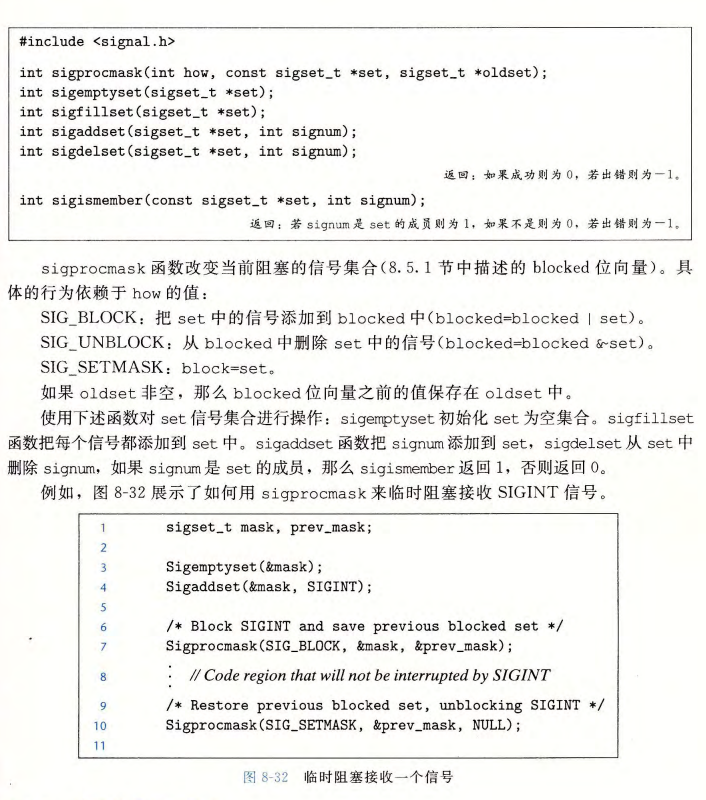 #include <signal.h>
int sigprocmask(int how, const sigset_t *set, sigset_t *oldset);
int sigemptyset(sigset_t *set);
int sigfillset(sigset_t *set);
int sigaddset(sigset_t *set, int signum);
int sigdelset(sigset_t *set, int signum);
返回：如果成功则为 0，若出错则为－1。
int sigismember(const sigset_t *set, int signum);
返回：若 signum 是 set 的成员则为 1，如果不是则为 0，若出错则为－1。
sigprocmask 函数改变当前阻塞的信号集合(8.5.1 节中描述的 blocked 位向量)。具
体的行为依赖于 how 的值：
SIG_BLOCK：把 set 中的信号添加到 blocked 中(blocked=blocked | set)。
SIG_UNBLOCK：从 blocked 中删除 set 中的信号(blocked=blocked &~set)。
SIG_SETMASK：block=set。
如果 oldset 非空，那么 blocked 位向量之前的值保存在 oldset 中。
使用下述函数对 set 信号集合进行操作：sigemptyset 初始化 set 为空集合。sigfillset
函数把每个信号都添加到 set 中。sigaddset 函数把 signum 添加到 set，sigdelset 从 set 中
删除 signum，如果 signum 是 set 的成员，那么 sigismember 返回 1，否则返回 0。
例如，图 8-32 展示了如何用 sigprocmask 来临时阻塞接收 SIGINT 信号。
1 sigset_t mask, prev_mask;
2
3 Sigemptyset(&mask);
4 Sigaddset(&mask, SIGINT);
5
6 /* Block SIGINT and save previous blocked set */
7 Sigprocmask(SIG_BLOCK, &mask, &prev_mask);
8 ⋮ // Code region that will not be interrupted by SIGINT
9 /* Restore previous blocked set, unblocking SIGINT */
10 Sigprocmask(SIG_SETMASK, &prev_mask, NULL);
11
图 8-32 临时阻塞接收一个信号